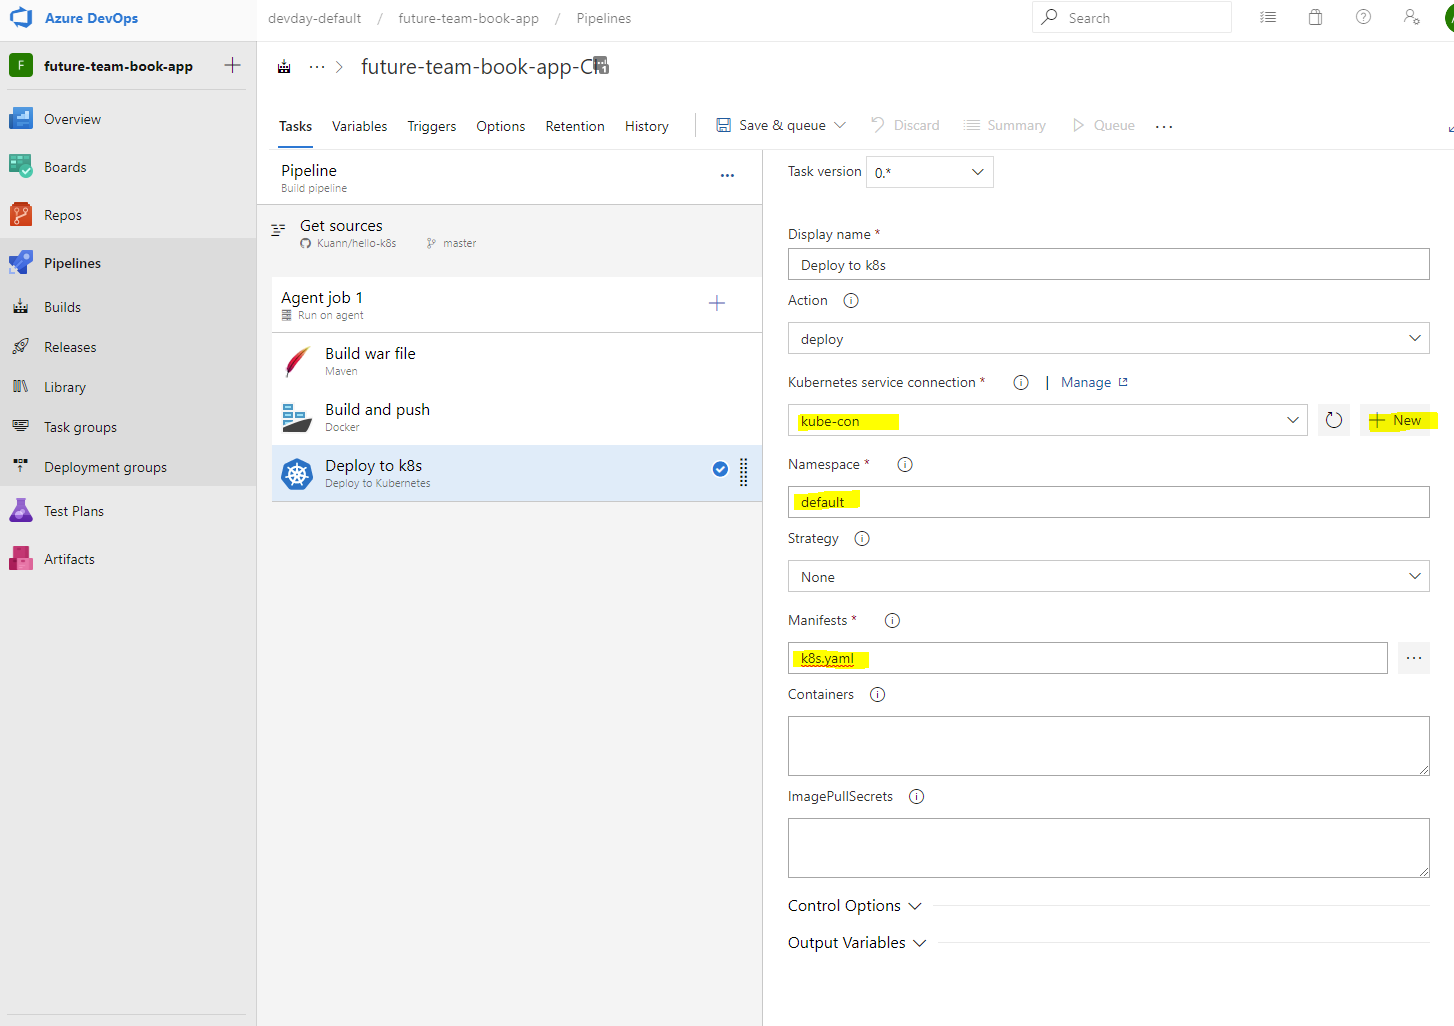 Azure DevOps
devday-default / future-team-book-app / Pipelines
Search
F future-team-book-app
future-team-book-app-CI
Overview
Boards
Repos
Pipelines
Builds
Releases
Library
Task groups
Deployment groups
Test Plans
Artifacts
Tasks Variables Triggers Options Retention History Save & queue Discard Summary Queue ...
Pipeline
Build pipeline
Get sources
Kuann/hello-k8s master
Agent job 1
Run on agent
Build war file
Maven
Build and push
Docker
Deploy to k8s
Deploy to Kubernetes
Task version 0.*
Display name *
Deploy to k8s
Action
deploy
Kubernetes service connection * | Manage
kube-con New
Namespace *
default
Strategy
None
Manifests *
k8s.yaml
Containers
ImagePullSecrets
Control Options
Output Variables